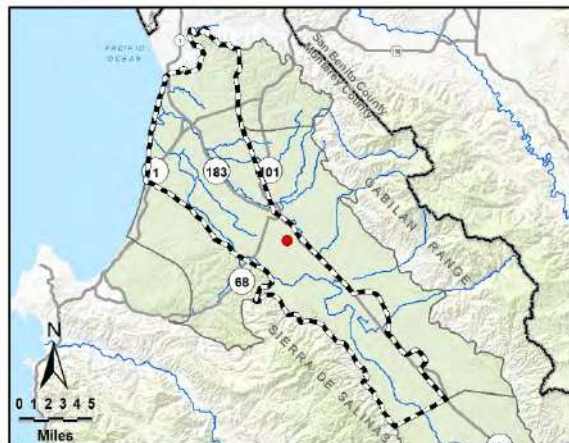 1
PACIFIC
OCEAN
156
San Benito County
Monterey County
1
183
101
GABILAN RANGE
68
SIERRA DE SALINAS
N
0 1 2 3 4 5
Miles